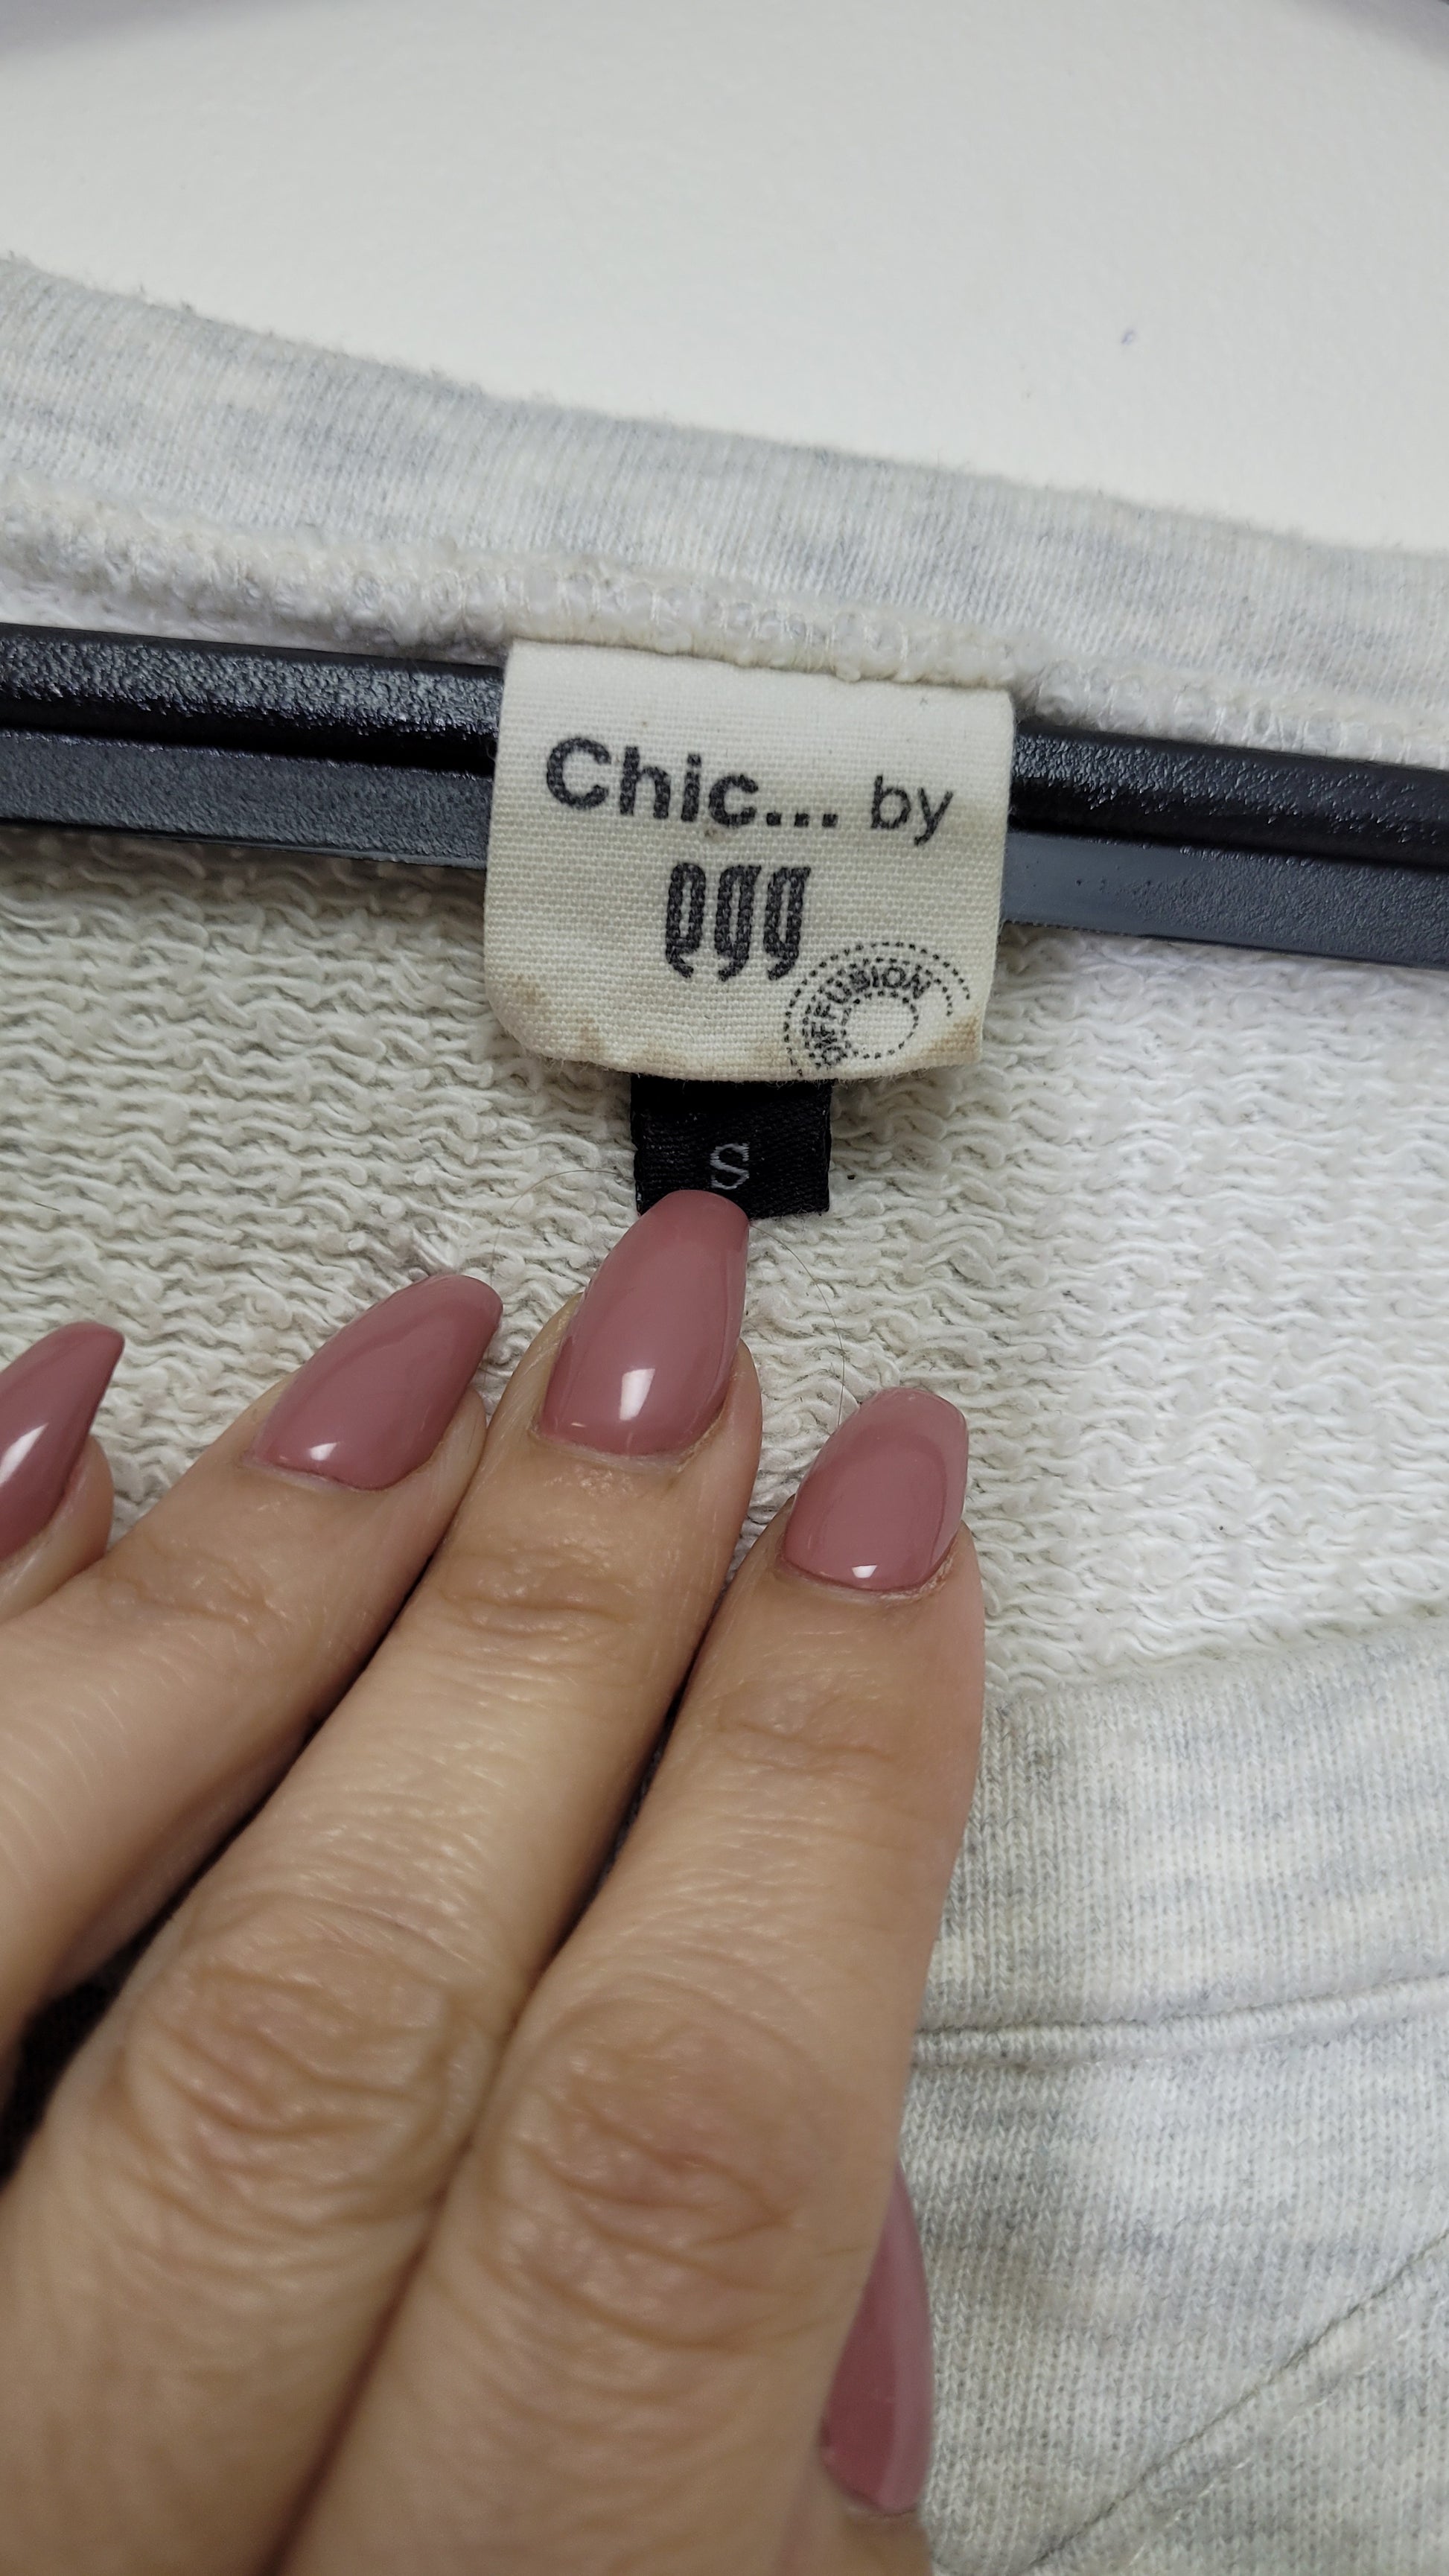 Chic... by
egg
DIFFUSION
S